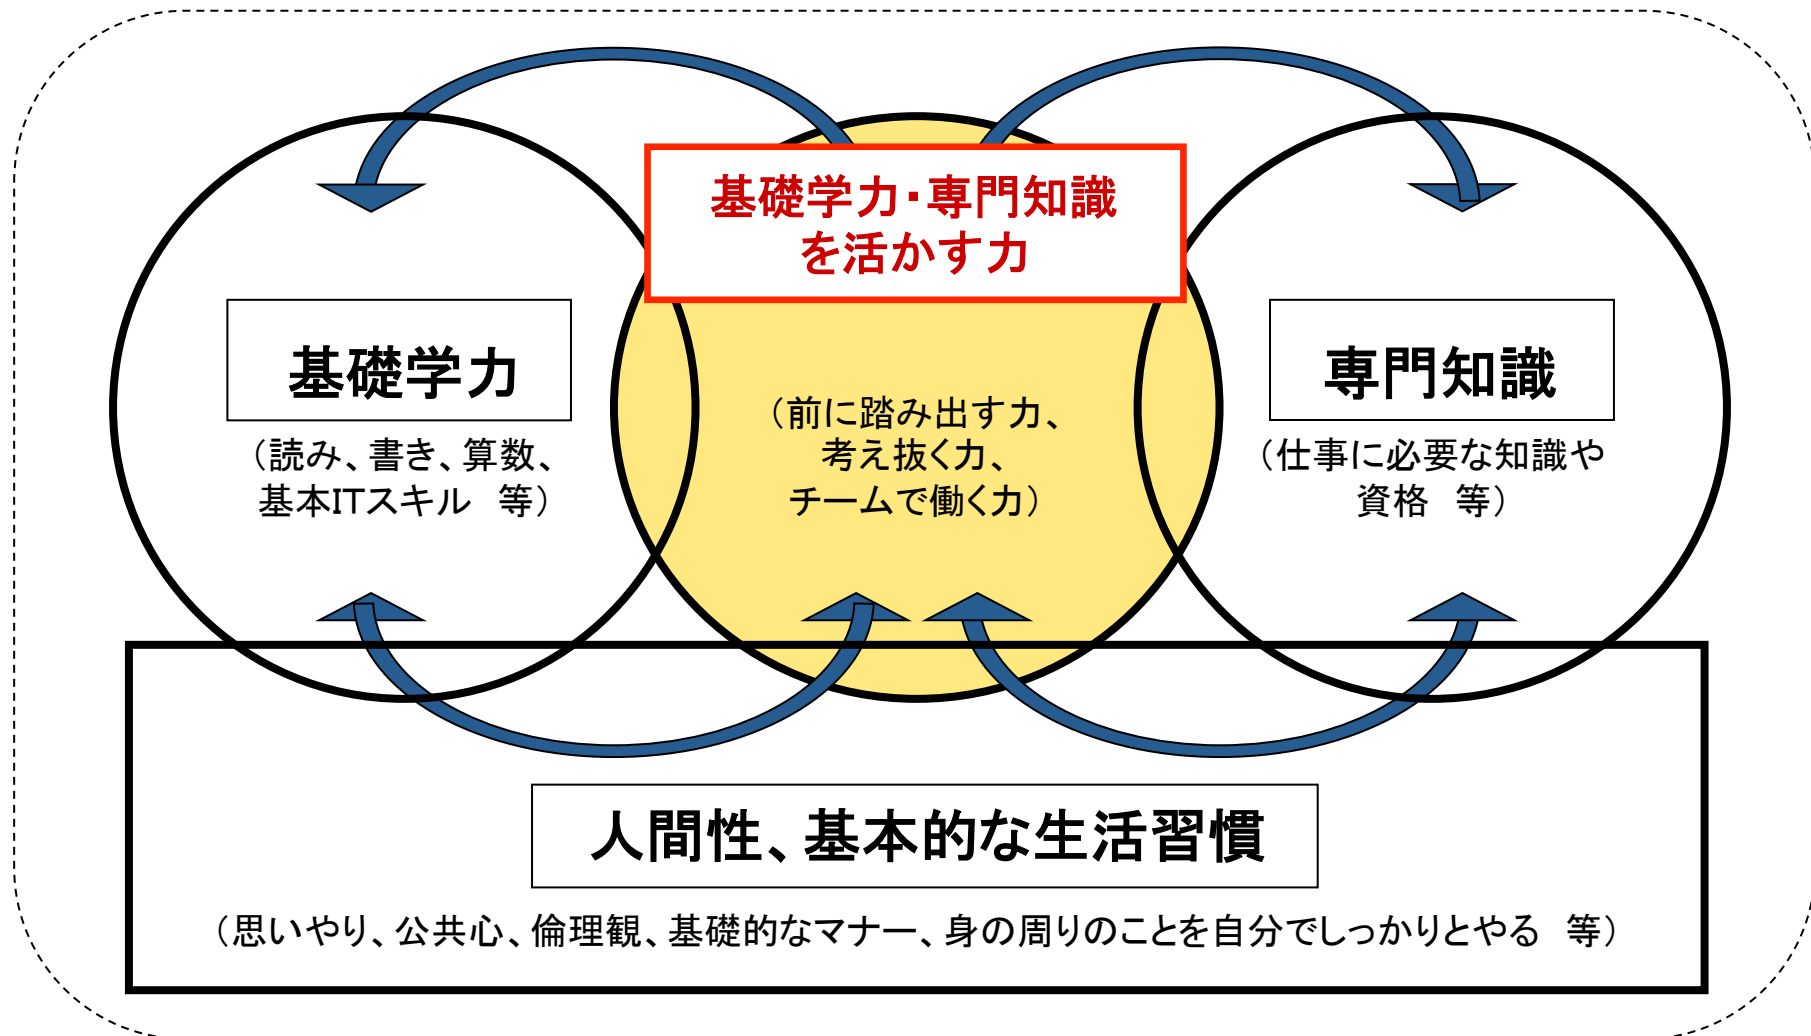 基礎学力・専門知識
を活かす力
基礎学力
（読み、書き、算数、
基本ITスキル　等）
（前に踏み出す力、
考え抜く力、
チームで働く力）
専門知識
（仕事に必要な知識や
資格　等）
人間性、基本的な生活習慣
（思いやり、公共心、倫理観、基礎的なマナー、身の周りのことを自分でしっかりとやる　等）